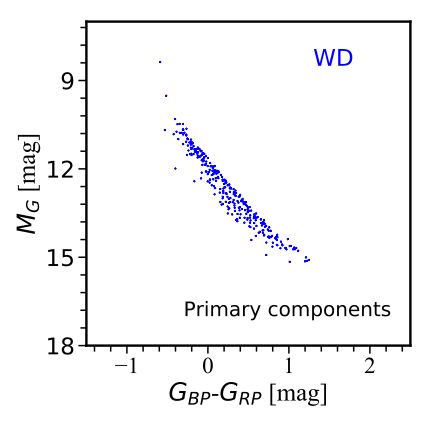 WD
9
12
15
18
M_G [mag]
Primary components
−1
0
1
2
G_BP-G_RP [mag]